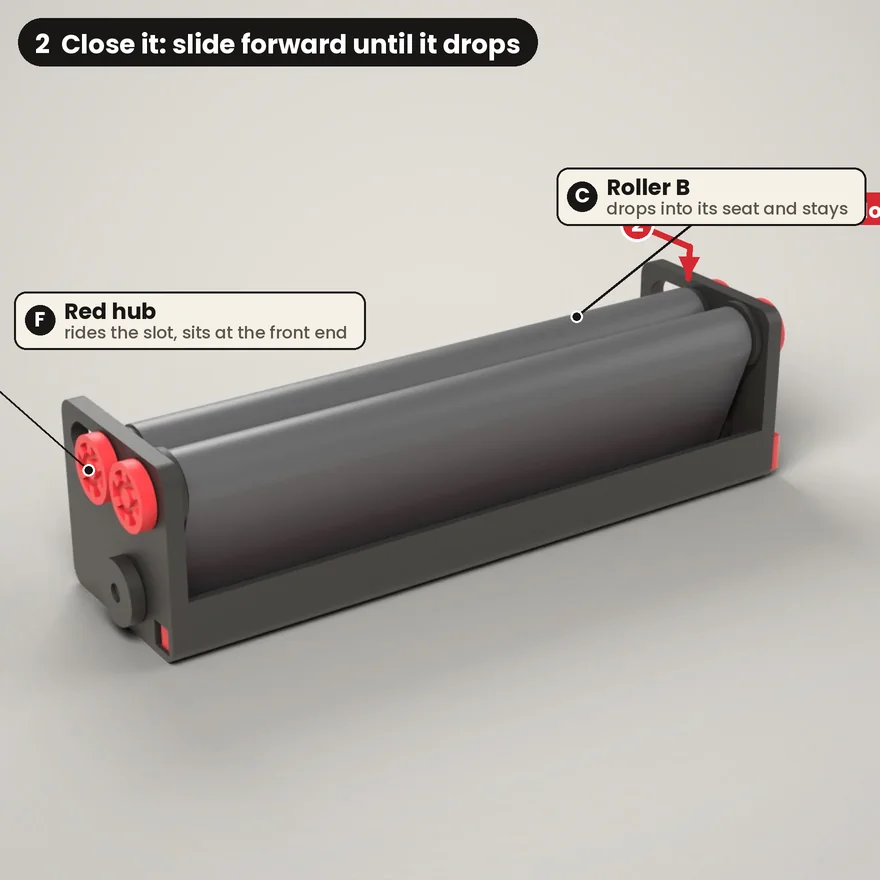 2 Close it: slide forward until it drops
C Roller B
drops into its seat and stays
2
F Red hub
rides the slot, sits at the front end